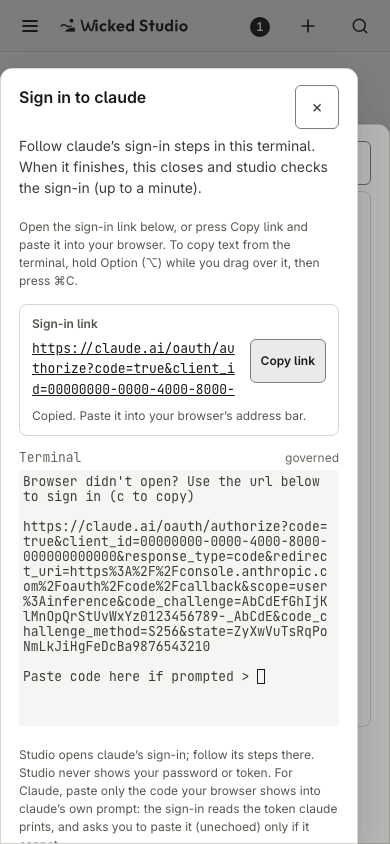 Wicked Studio
1
Sign in to claude
×
Follow claude’s sign-in steps in this terminal.
When it finishes, this closes and studio checks
the sign-in (up to a minute).
Open the sign-in link below, or press Copy link and
paste it into your browser. To copy text from the
terminal, hold Option (⌥) while you drag over it, then
press ⌘C.
Sign-in link
https://claude.ai/oauth/au
thorize?code=true&client_i
d=00000000-0000-4000-8000-
Copy link
Copied. Paste it into your browser’s address bar.
Terminal
governed
Browser didn't open? Use the url below
to sign in (c to copy)
https://claude.ai/oauth/authorize?code=
true&client_id=00000000-0000-4000-8000-
000000000000&response_type=code&redirec
t_uri=https%3A%2F%2Fconsole.anthropic.c
om%2Foauth%2Fcode%2Fcallback&scope=user
%3Ainference&code_challenge=AbCdEfGhIjK
lMnOpQrStUvWxYz0123456789-_AbCdE&code_c
hallenge_method=S256&state=ZyXwVuTsRqPo
NmLkJiHgFeDcBa9876543210
Paste code here if prompted >
Studio opens claude’s sign-in; follow its steps there.
Studio never shows your password or token. For
Claude, paste only the code your browser shows into
claude’s own prompt: the sign-in reads the token claude
prints, and asks you to paste it (unechoed) only if it